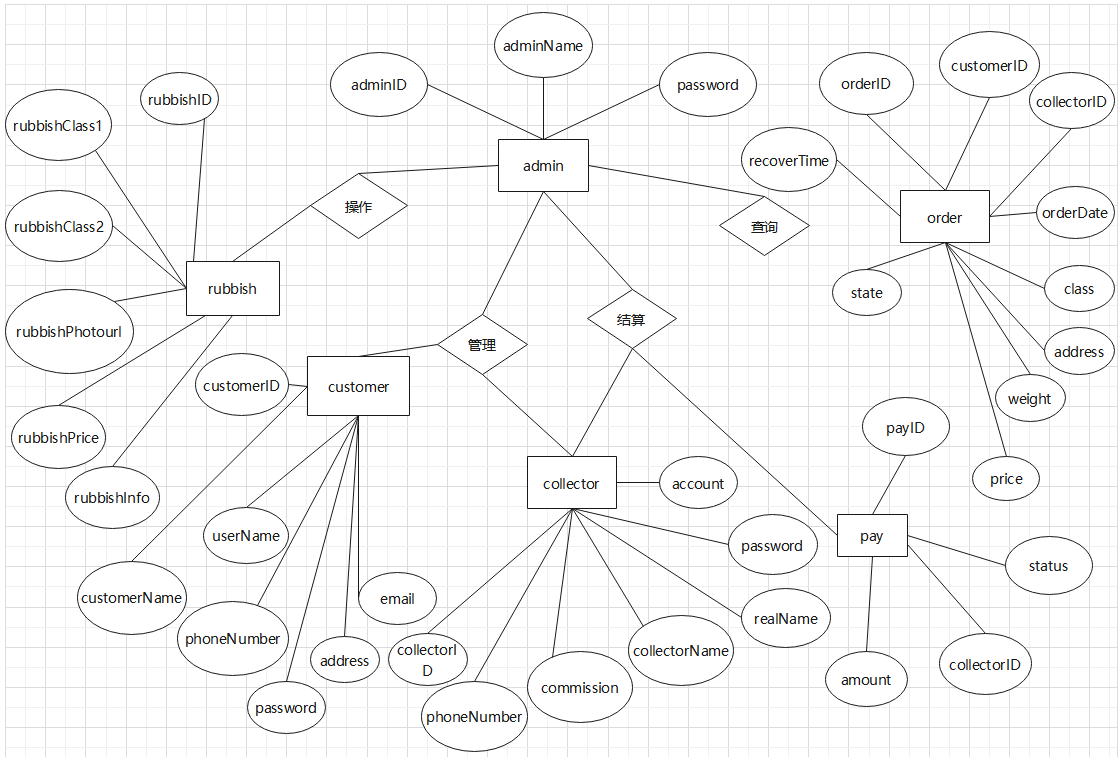 adminName
customerID
adminID
password
orderID
rubbishID
collectorID
rubbishClass1
recoverTime
admin
操作
orderDate
order
rubbishClass2
查询
rubbish
class
state
结算
rubbishPhotourl
管理
address
customerID
customer
weight
payID
rubbishPrice
price
collector
account
rubbishInfo
userName
pay
password
status
customerName
email
realName
phoneNumber
collectorI
D
collectorName
address
collectorID
amount
commission
password
phoneNumber